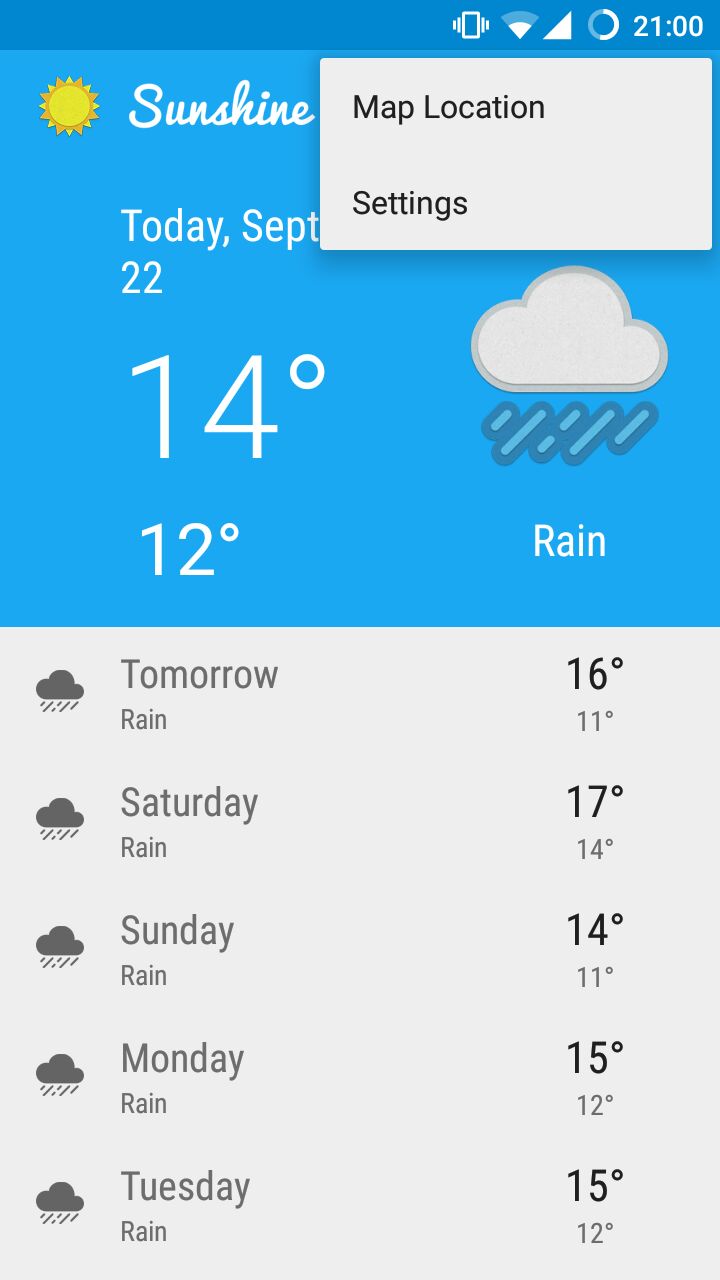 21:00
Sunshine
Map Location
Settings
Today, Sept
22
14°
12°
Rain
Tomorrow
Rain
16°
11°
Saturday
Rain
17°
14°
Sunday
Rain
14°
11°
Monday
Rain
15°
12°
Tuesday
Rain
15°
12°